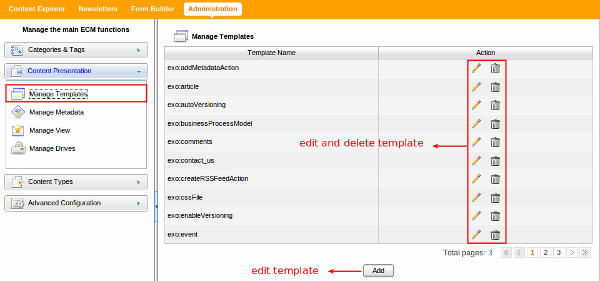 Content Explorer Newsletters Form Builder Administration
Manage the main ECM functions
Categories & Tags
Content Presentation
Manage Templates
Manage Metadata
Manage View
Manage Drives
Content Types
Advanced Configuration
Manage Templates
Template Name Action
exo:addMetadataAction
exo:article
exo:autoVersioning
exo:businessProcessModel
exo:comments
exo:contact_us
exo:createRSSFeedAction
exo:cssFile
exo:enableVersioning
exo:event
edit and delete template
Total pages: 3 « < 1 2 3 > »
edit template
Add